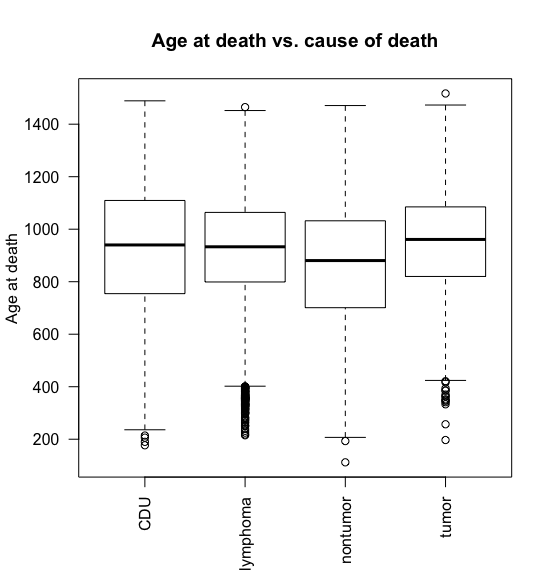 Age at death vs. cause of death
Age at death
1400
1200
1000
800
600
400
200
CDU
lymphoma
nontumor
tumor